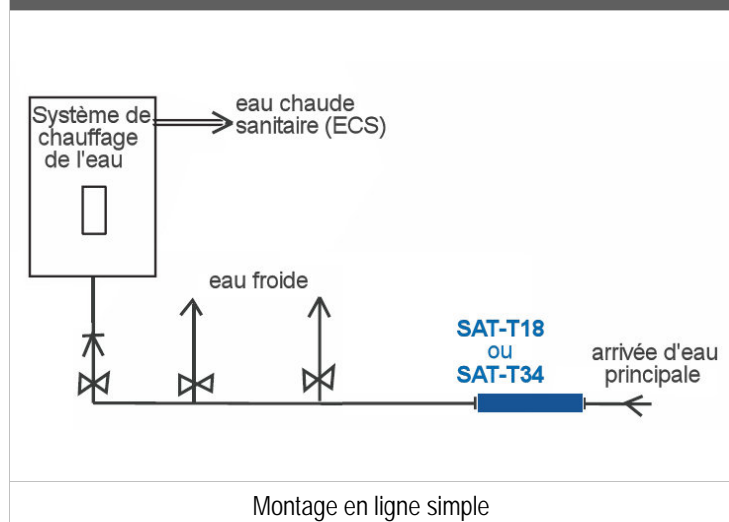 Système de
chauffage
de l'eau
eau chaude
sanitaire (ECS)
eau froide
SAT-T18
ou
SAT-T34
arrivée d'eau
principale
Montage en ligne simple